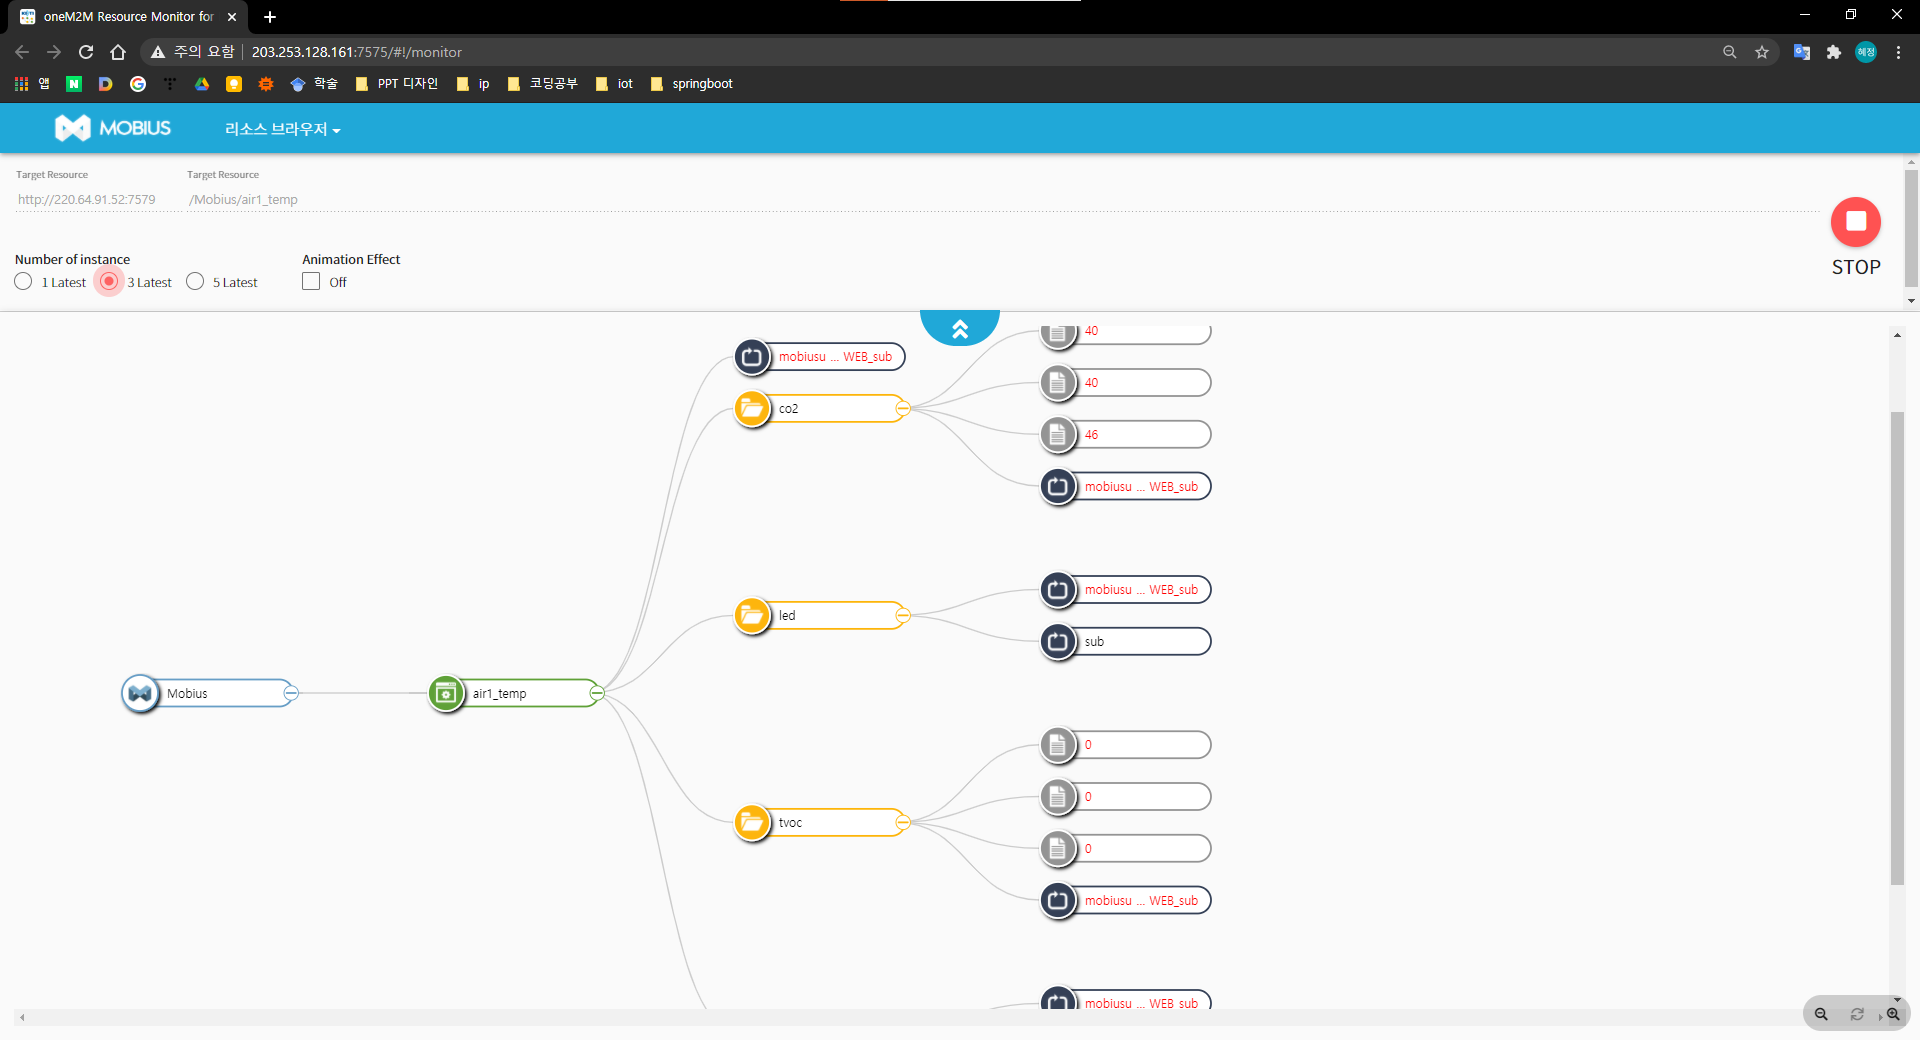 oneM2M Resource Monitor for
주의 요함
203.253.128.161:7575/#!/monitor
혜정
앱
학술
PPT 디자인
ip
코딩공부
iot
springboot
MOBIUS
리소스 브라우저
Target Resource
Target Resource
http://220.64.91.52:7579
/Mobius/air1_temp
Number of instance
Animation Effect
1 Latest
3 Latest
5 Latest
Off
STOP
40
mobiusu ... WEB_sub
40
co2
46
mobiusu ... WEB_sub
mobiusu ... WEB_sub
led
sub
Mobius
air1_temp
0
0
tvoc
0
mobiusu ... WEB_sub
mobiusu ... WEB_sub